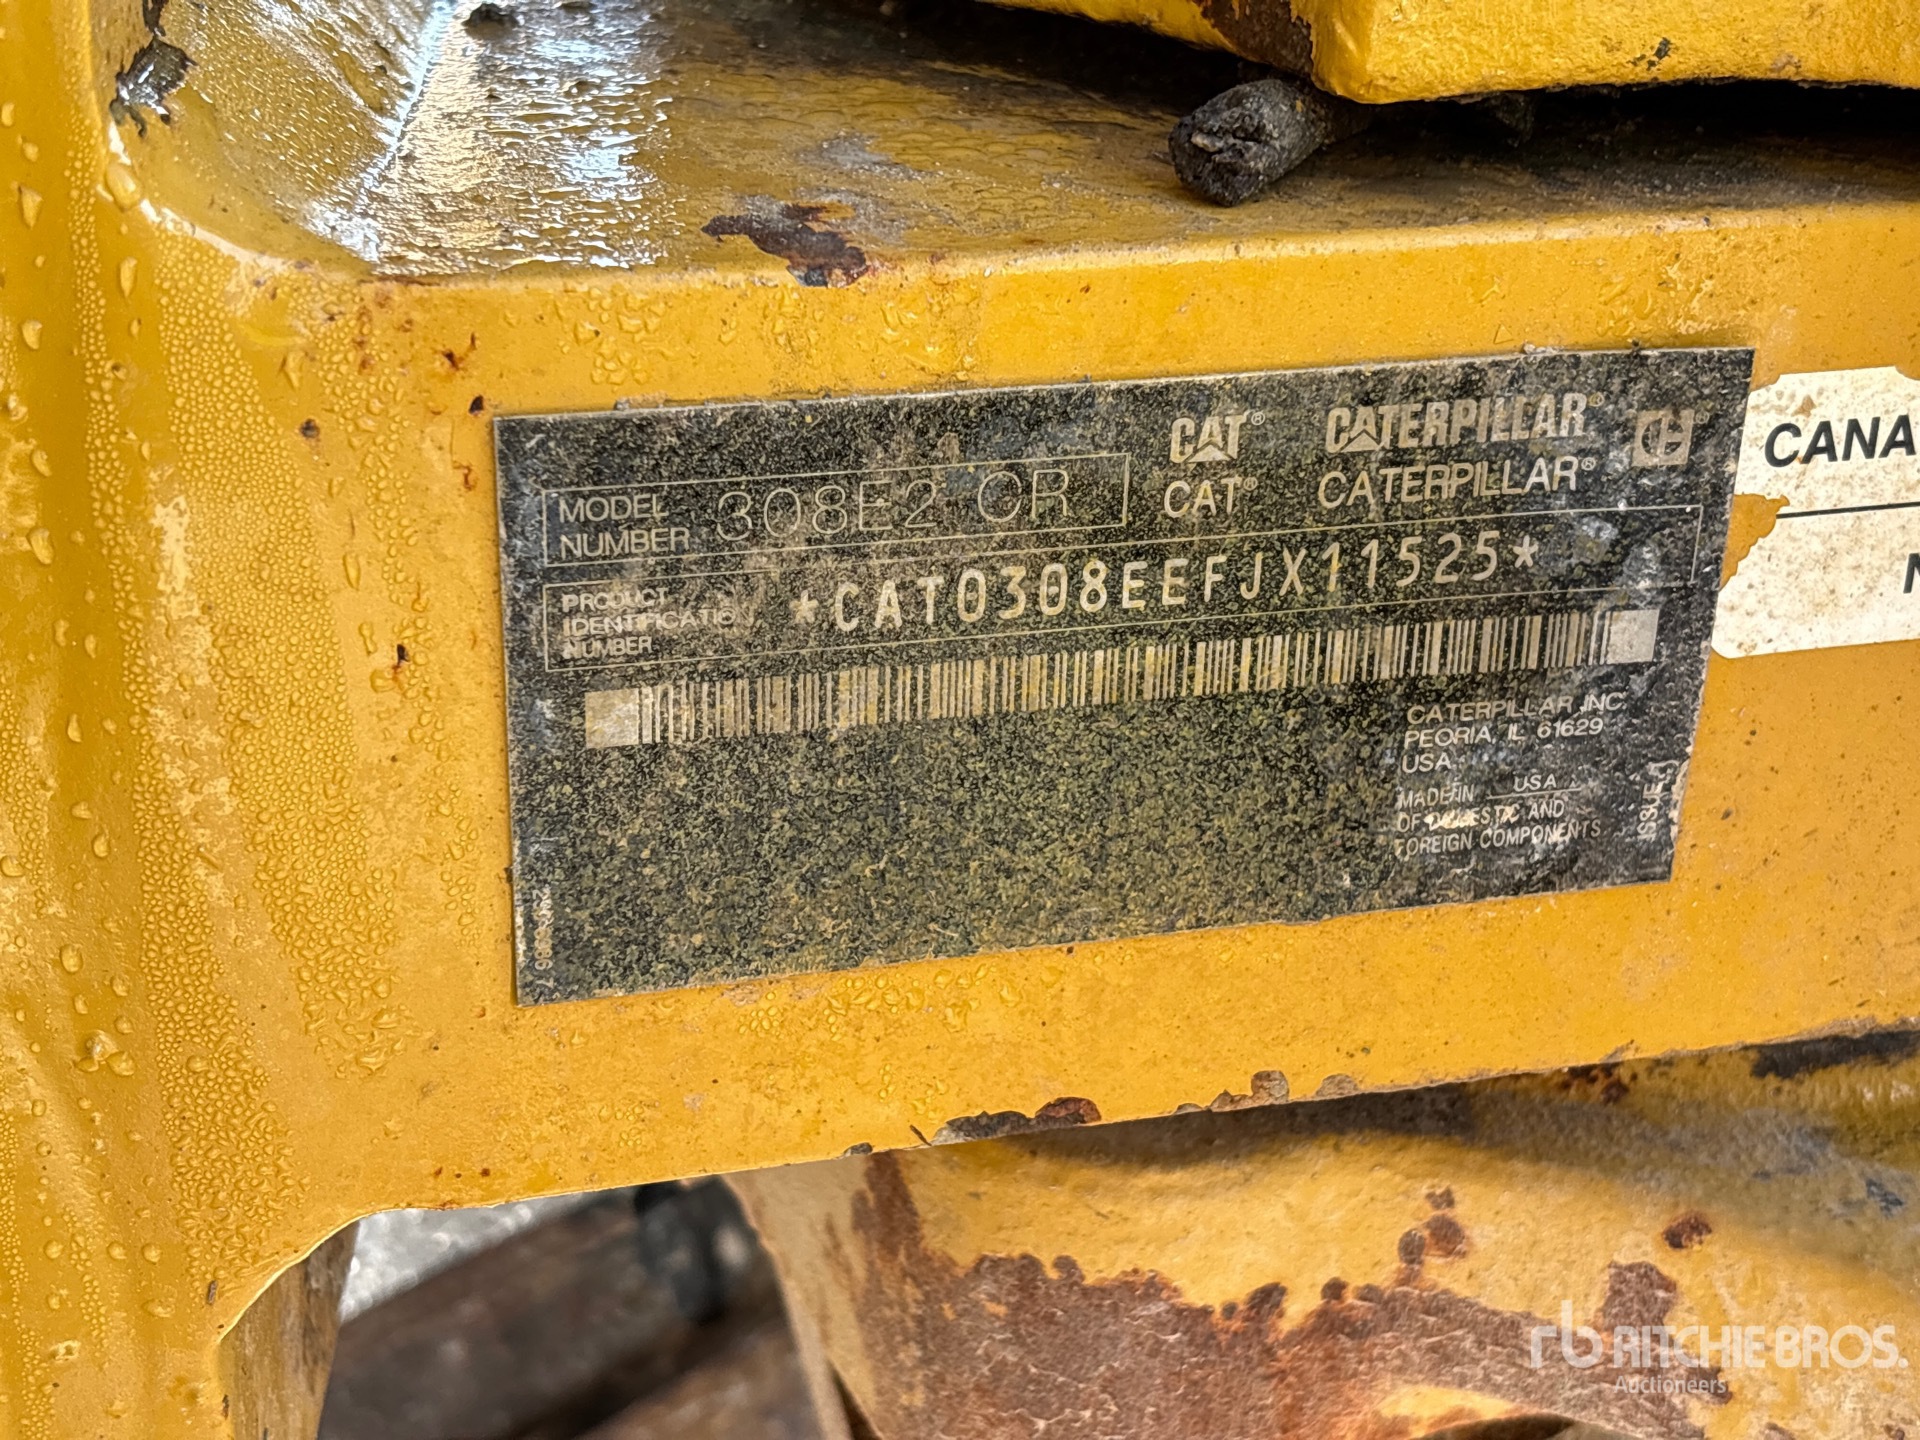 CAT® CATERPILLAR®
CAT® CATERPILLAR®
MODEL
NUMBER 308E2 CR
PRODUCT
IDENTIFICATION
NUMBER
*CAT0308EEFJX11525*
CATERPILLAR INC.
PEORIA, IL 61629
USA
MADE IN USA
OF DOMESTIC AND
FOREIGN COMPONENTS
CANA
N
rb RITCHIE BROS.
Auctioneers